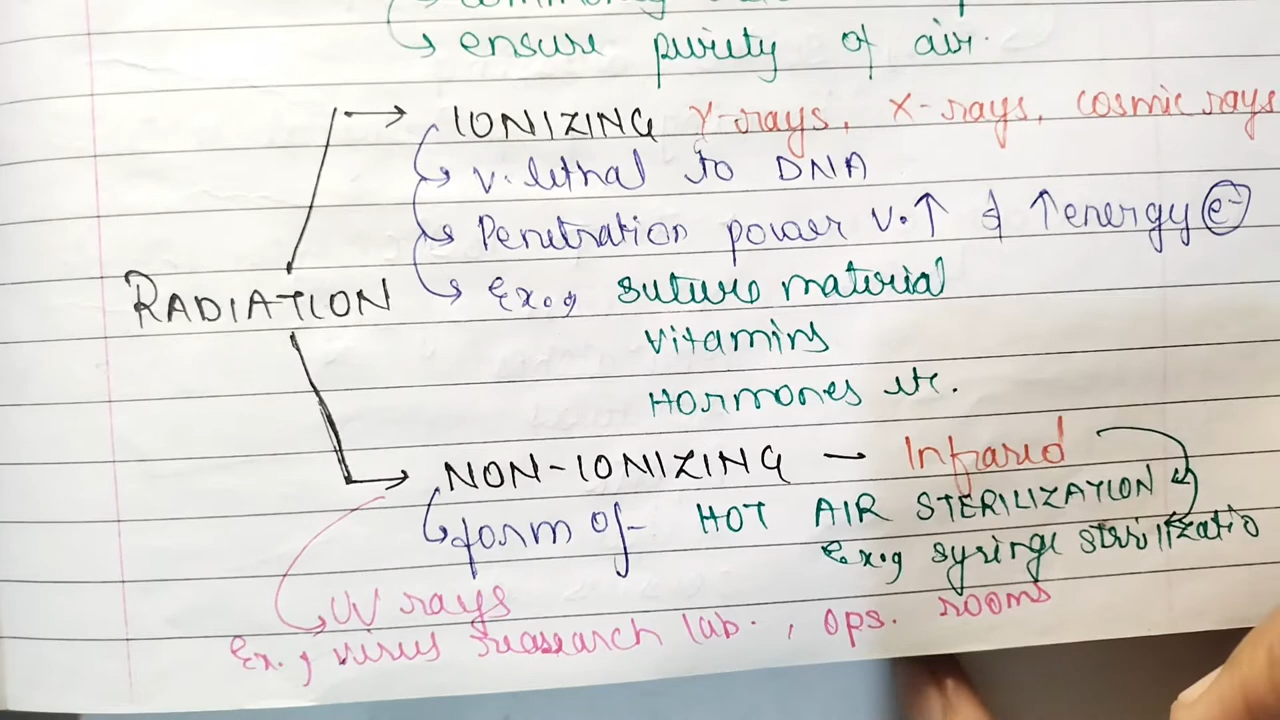 ensure purity of air.
→ IONIZING γ-rays, X-rays, cosmic rays
↳ v. lethal to DNA
↳ Penetration power v.↑ & ↑energy e-
RADIATION
↳ Ex.g suture material
Vitamins
Hormones etc.
→ NON-IONIZING - Infrared
↳ form of - HOT AIR STERILIZATION
Ex.g syringe sterilizatio
↳ UV rays
Ex.g virus reasearch lab., ops. rooms